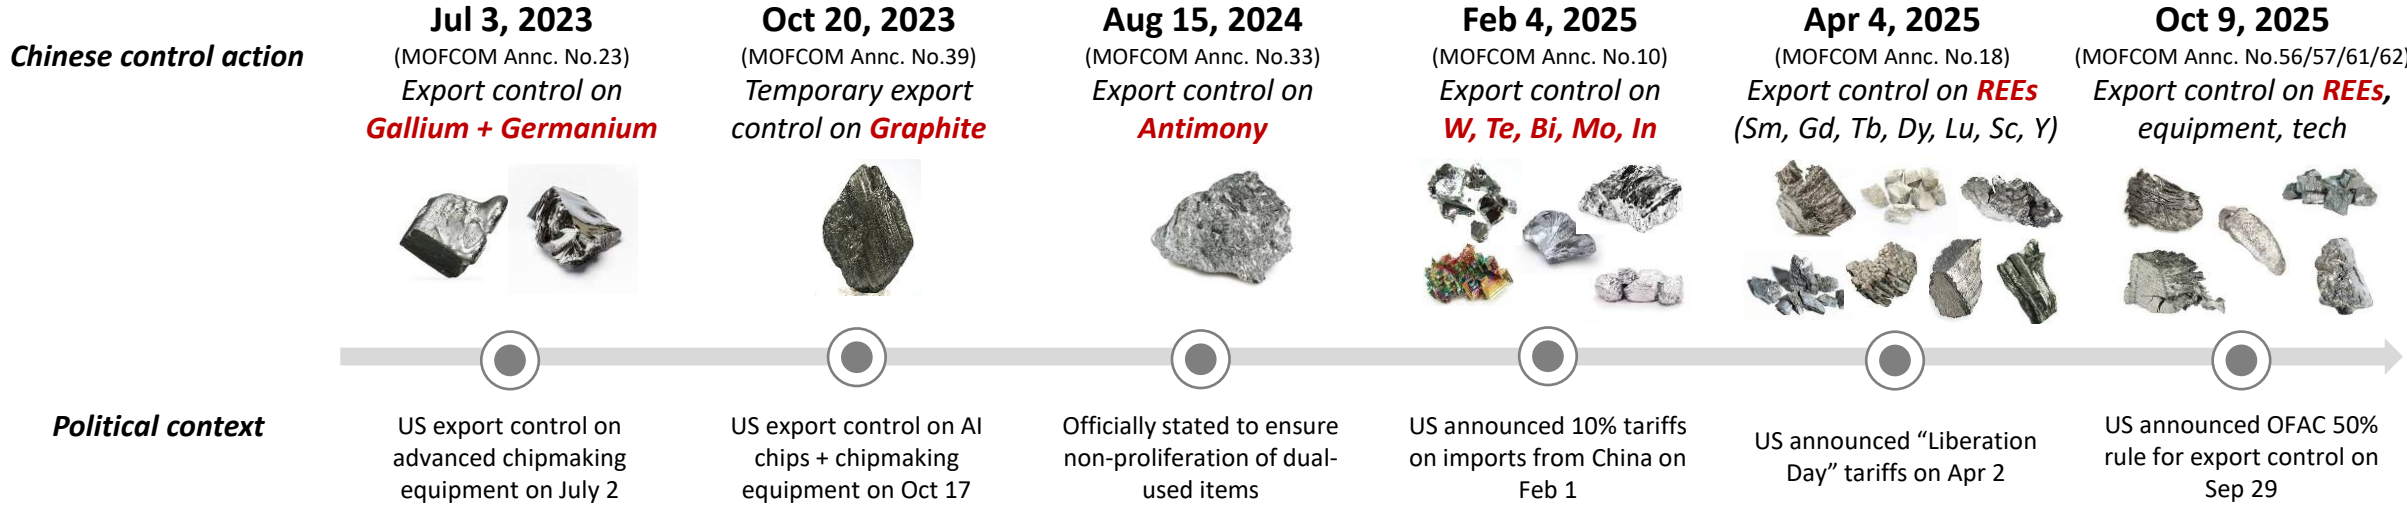 Chinese control action
Jul 3, 2023
(MOFCOM Annc. No.23)
Export control on
Gallium + Germanium
Oct 20, 2023
(MOFCOM Annc. No.39)
Temporary export
control on Graphite
Aug 15, 2024
(MOFCOM Annc. No.33)
Export control on
Antimony
Feb 4, 2025
(MOFCOM Annc. No.10)
Export control on
W, Te, Bi, Mo, In
Apr 4, 2025
(MOFCOM Annc. No.18)
Export control on REEs
(Sm, Gd, Tb, Dy, Lu, Sc, Y)
Oct 9, 2025
(MOFCOM Annc. No.56/57/61/62)
Export control on REEs,
equipment, tech
Political context
US export control on
advanced chipmaking
equipment on July 2
US export control on AI
chips + chipmaking
equipment on Oct 17
Officially stated to ensure
non-proliferation of dual-
used items
US announced 10% tariffs
on imports from China on
Feb 1
US announced “Liberation
Day” tariffs on Apr 2
US announced OFAC 50%
rule for export control on
Sep 29